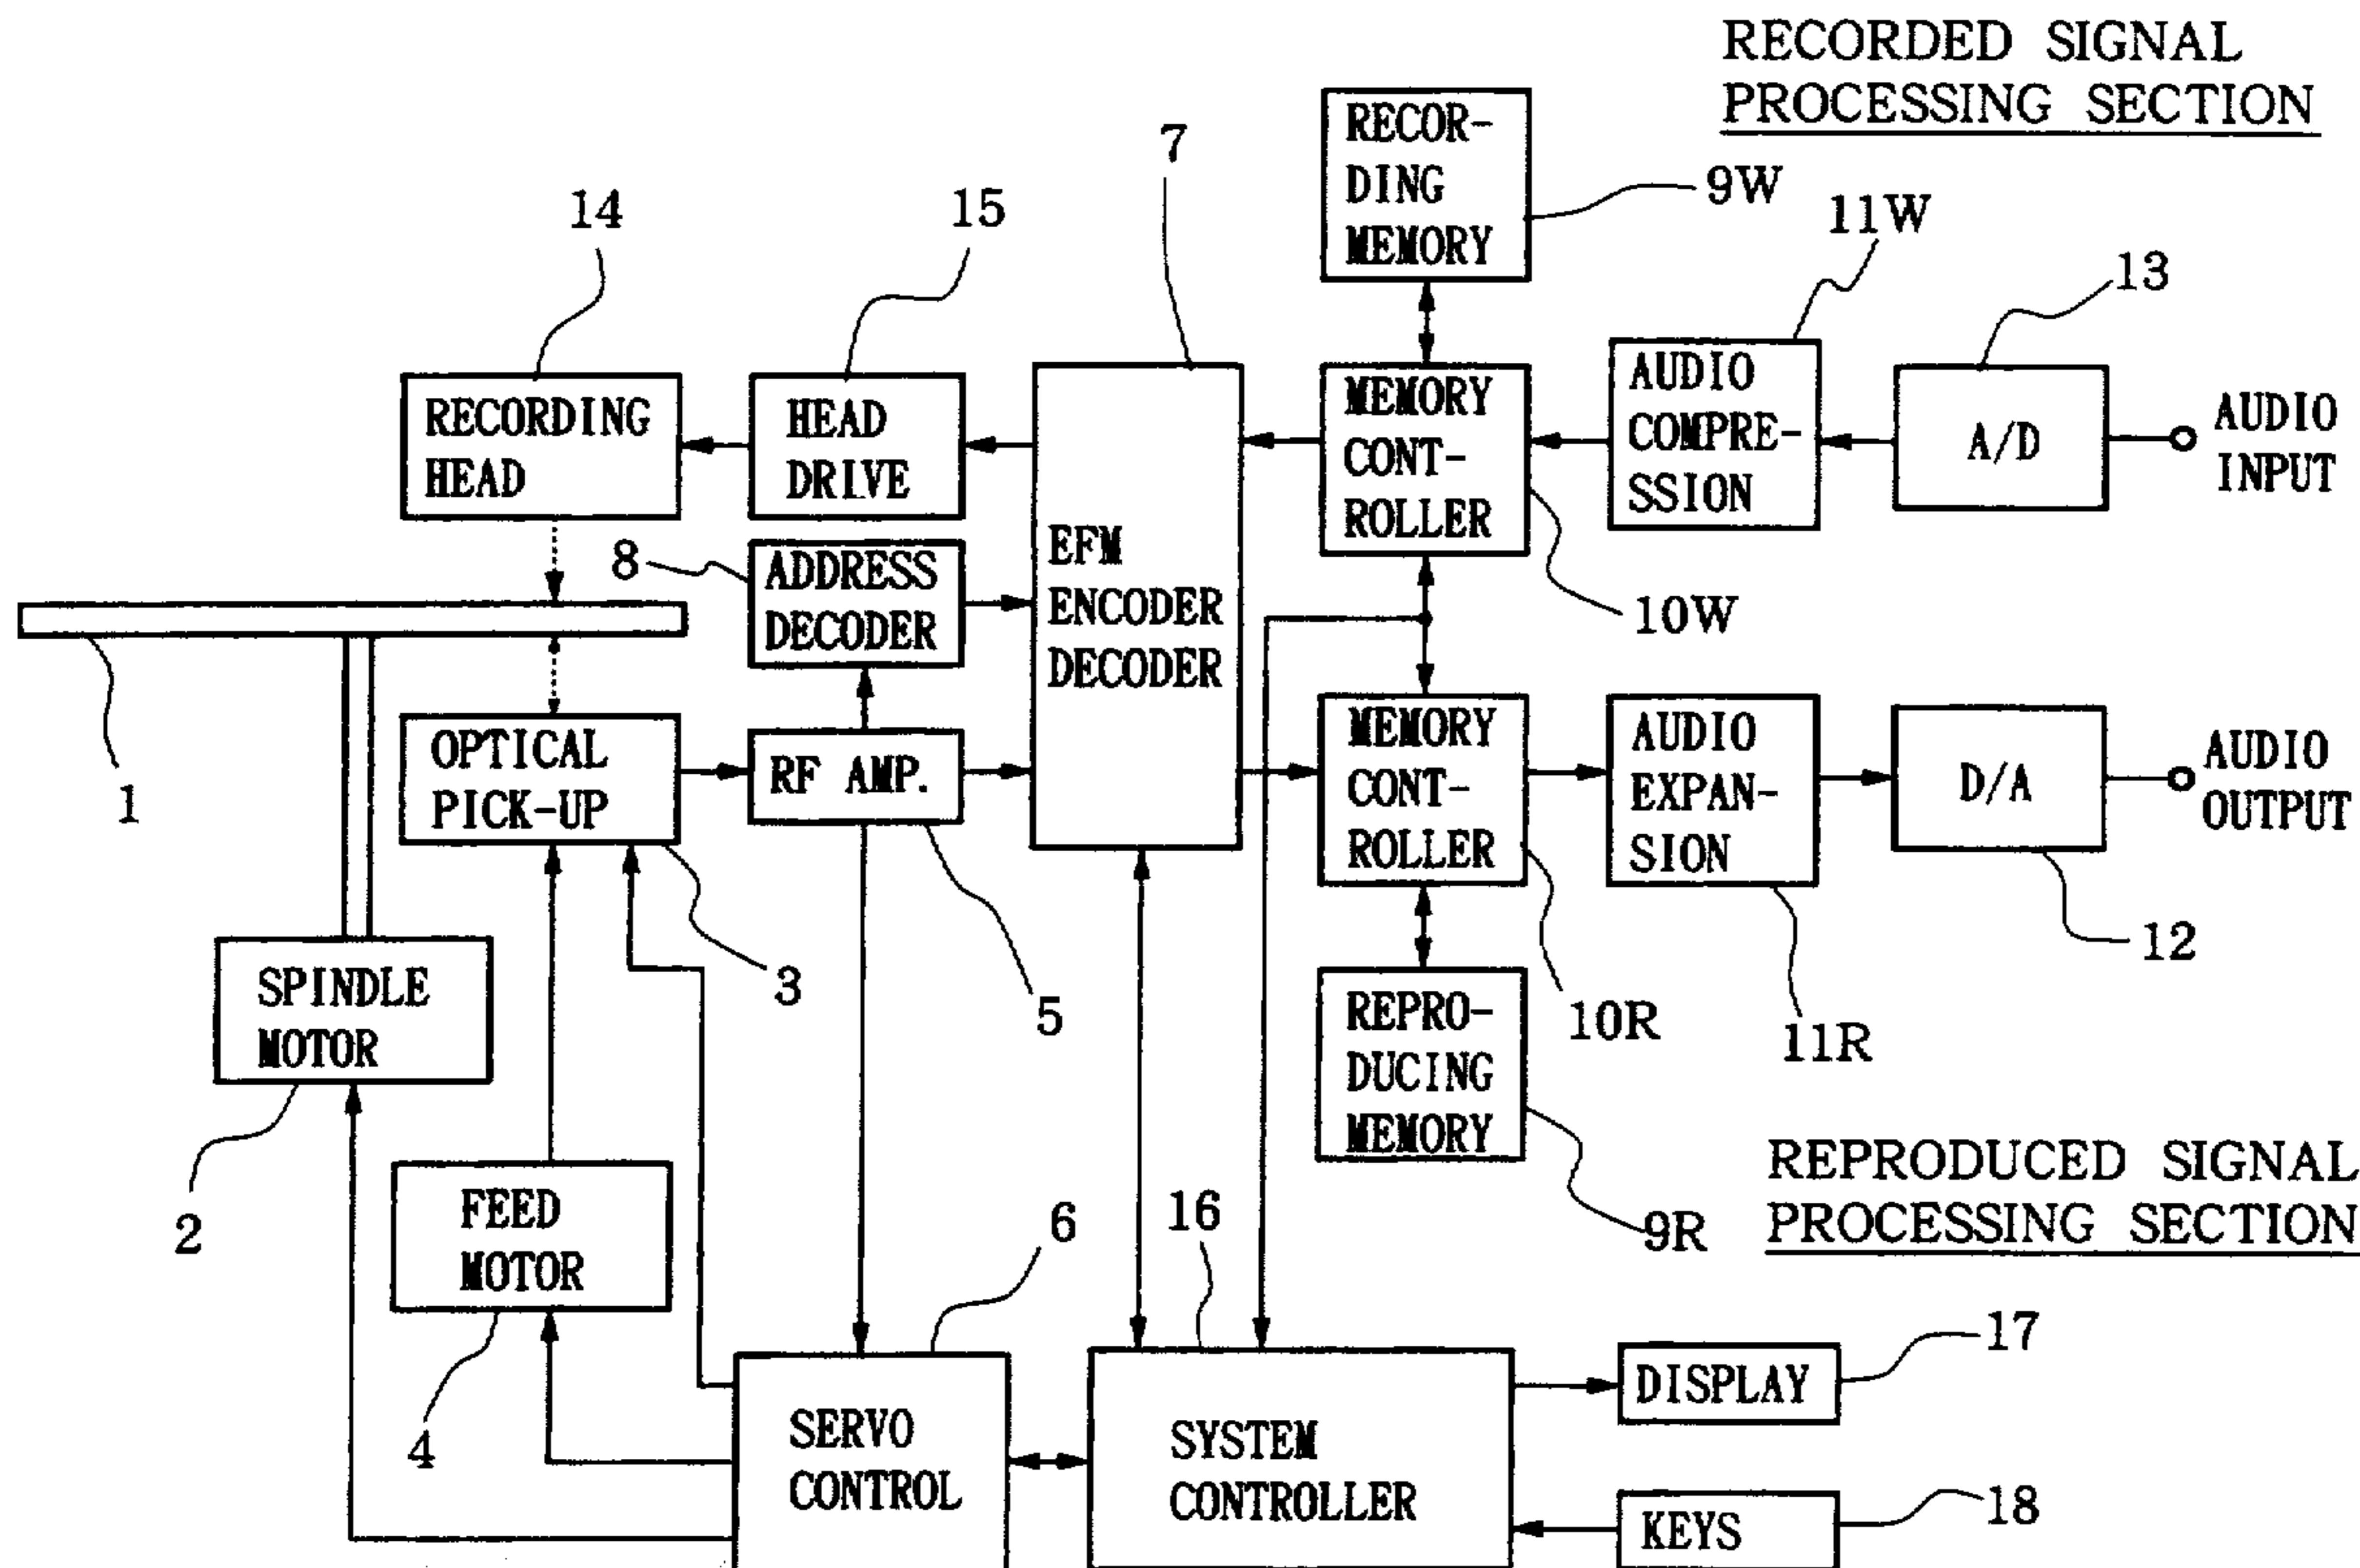 RECORDED SIGNAL
PROCESSING SECTION
RECOR-
DING
MEMORY
9W
7
14
15
11W
13
RECORDING
HEAD
HEAD
DRIVE
MEMORY
CONT-
ROLLER
AUDIO
COMPRE-
SSION
A/D
AUDIO
INPUT
8
ADDRESS
DECODER
EFM
ENCODER
DECODER
10W
1
OPTICAL
PICK-UP
RF AMP.
MEMORY
CONT-
ROLLER
AUDIO
EXPAN-
SION
D/A
AUDIO
OUTPUT
3
5
10R
11R
12
SPINDLE
MOTOR
REPRO-
DUCING
MEMORY
2
FEED
MOTOR
6
16
9R
REPRODUCED SIGNAL
PROCESSING SECTION
4
SERVO
CONTROL
SYSTEM
CONTROLLER
DISPLAY
17
KEYS
18